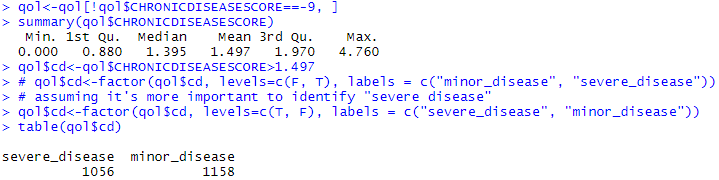 > qol<-qol[!qol$CHRONICDISEASESCORE==-9, ]
> summary(qol$CHRONICDISEASESCORE)
   Min. 1st Qu.  Median    Mean 3rd Qu.    Max.
  0.000   0.880   1.395   1.497   1.970   4.760
> qol$cd<-qol$CHRONICDISEASESCORE>1.497
> # qol$cd<-factor(qol$cd, levels=c(F, T), labels = c("minor_disease", "severe_disease"))
> # assuming it's more important to identify "severe disease"
> qol$cd<-factor(qol$cd, levels=c(T, F), labels = c("severe_disease", "minor_disease"))
> table(qol$cd)
severe_disease  minor_disease
          1056           1158